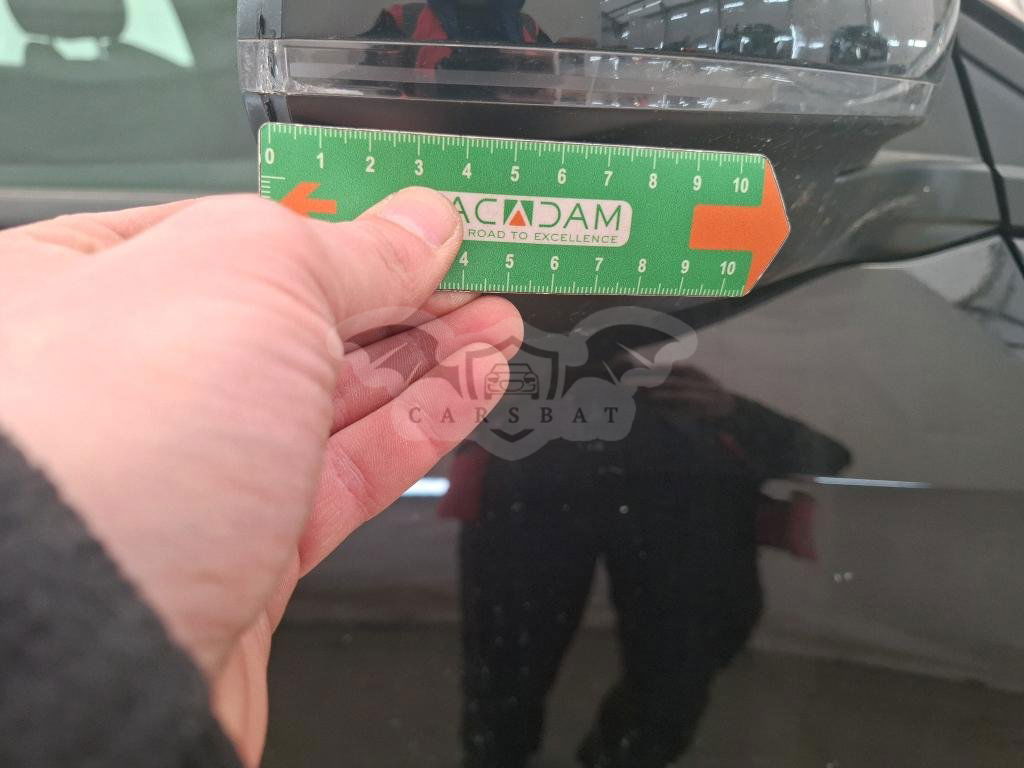 0 1 2 3 4 5 6 7 8 9 10
ACADAM
ROAD TO EXCELLENCE
4 5 6 7 8 9 10
CARSBAT